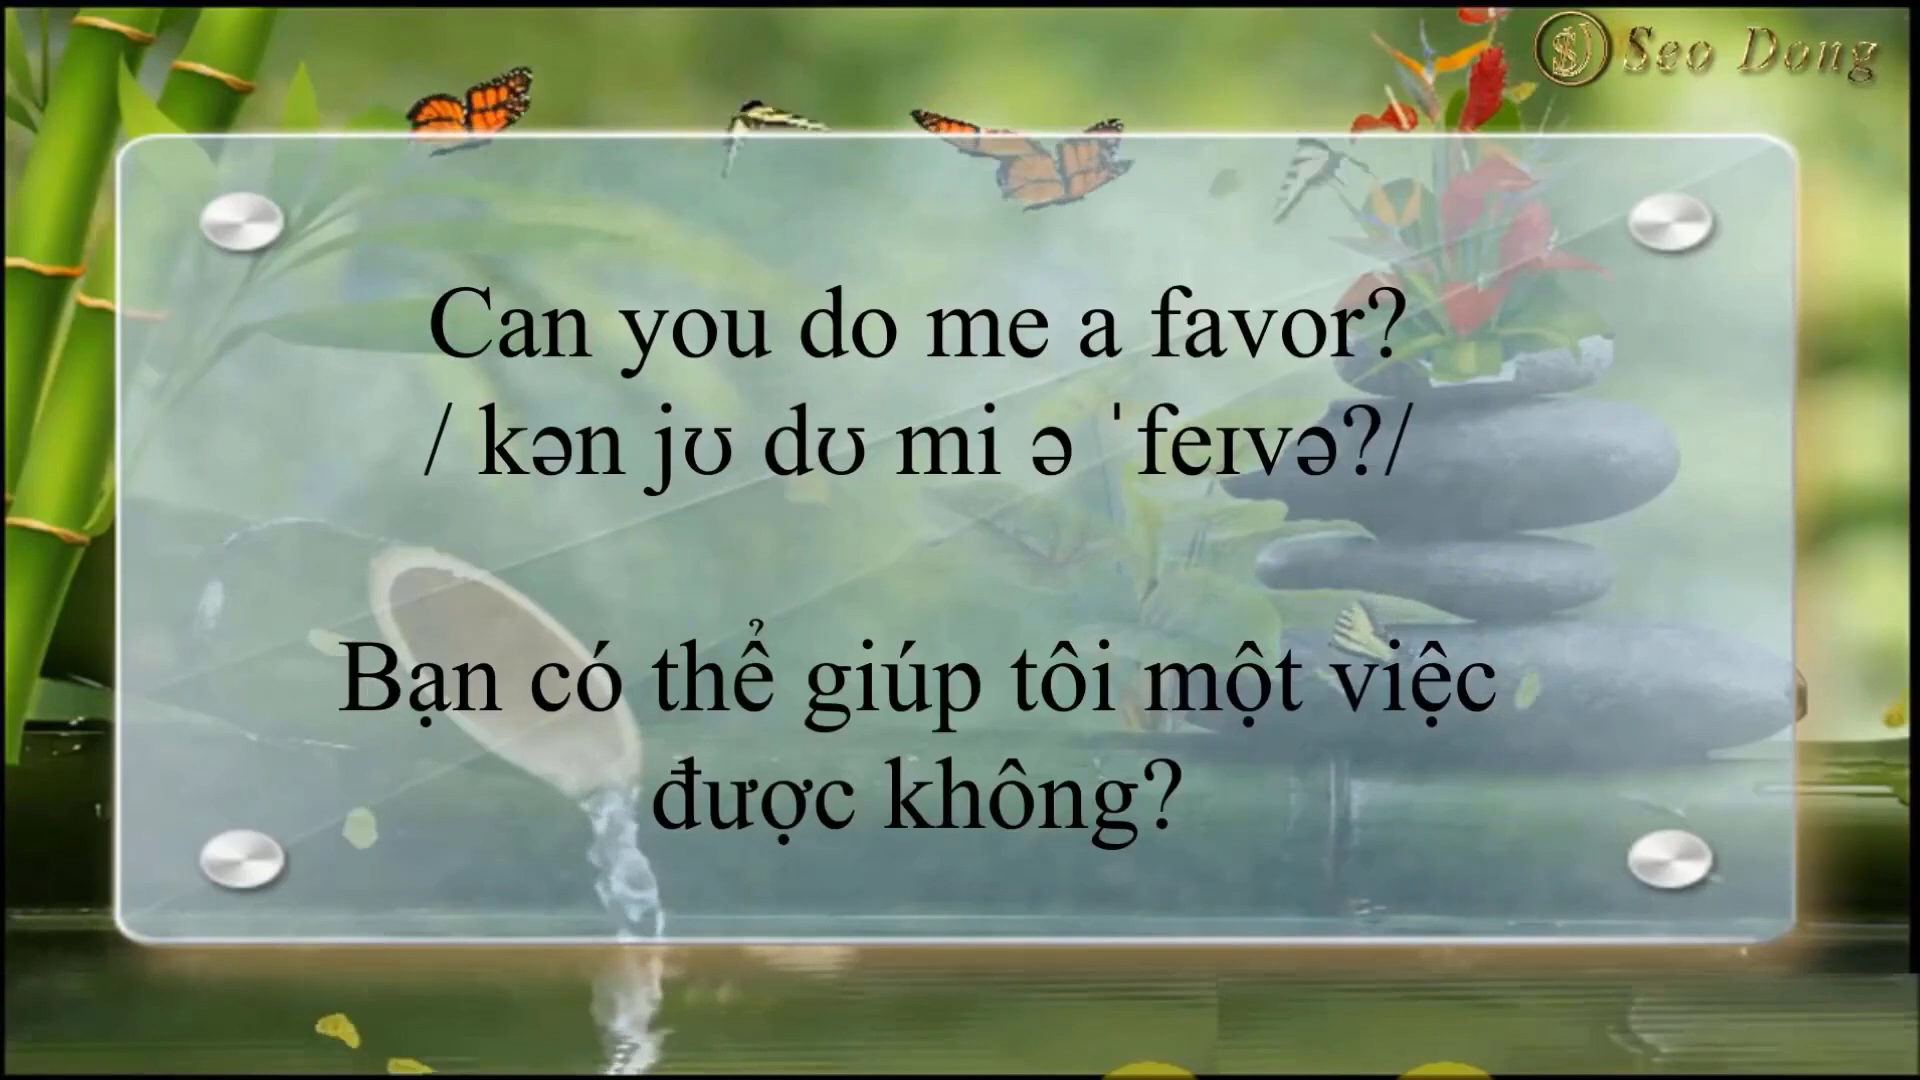 Seo Dong
Can you do me a favor?
/ kən jʊ dʊ mi ə ˈfeɪvə?/
Bạn có thể giúp tôi một việc
được không?